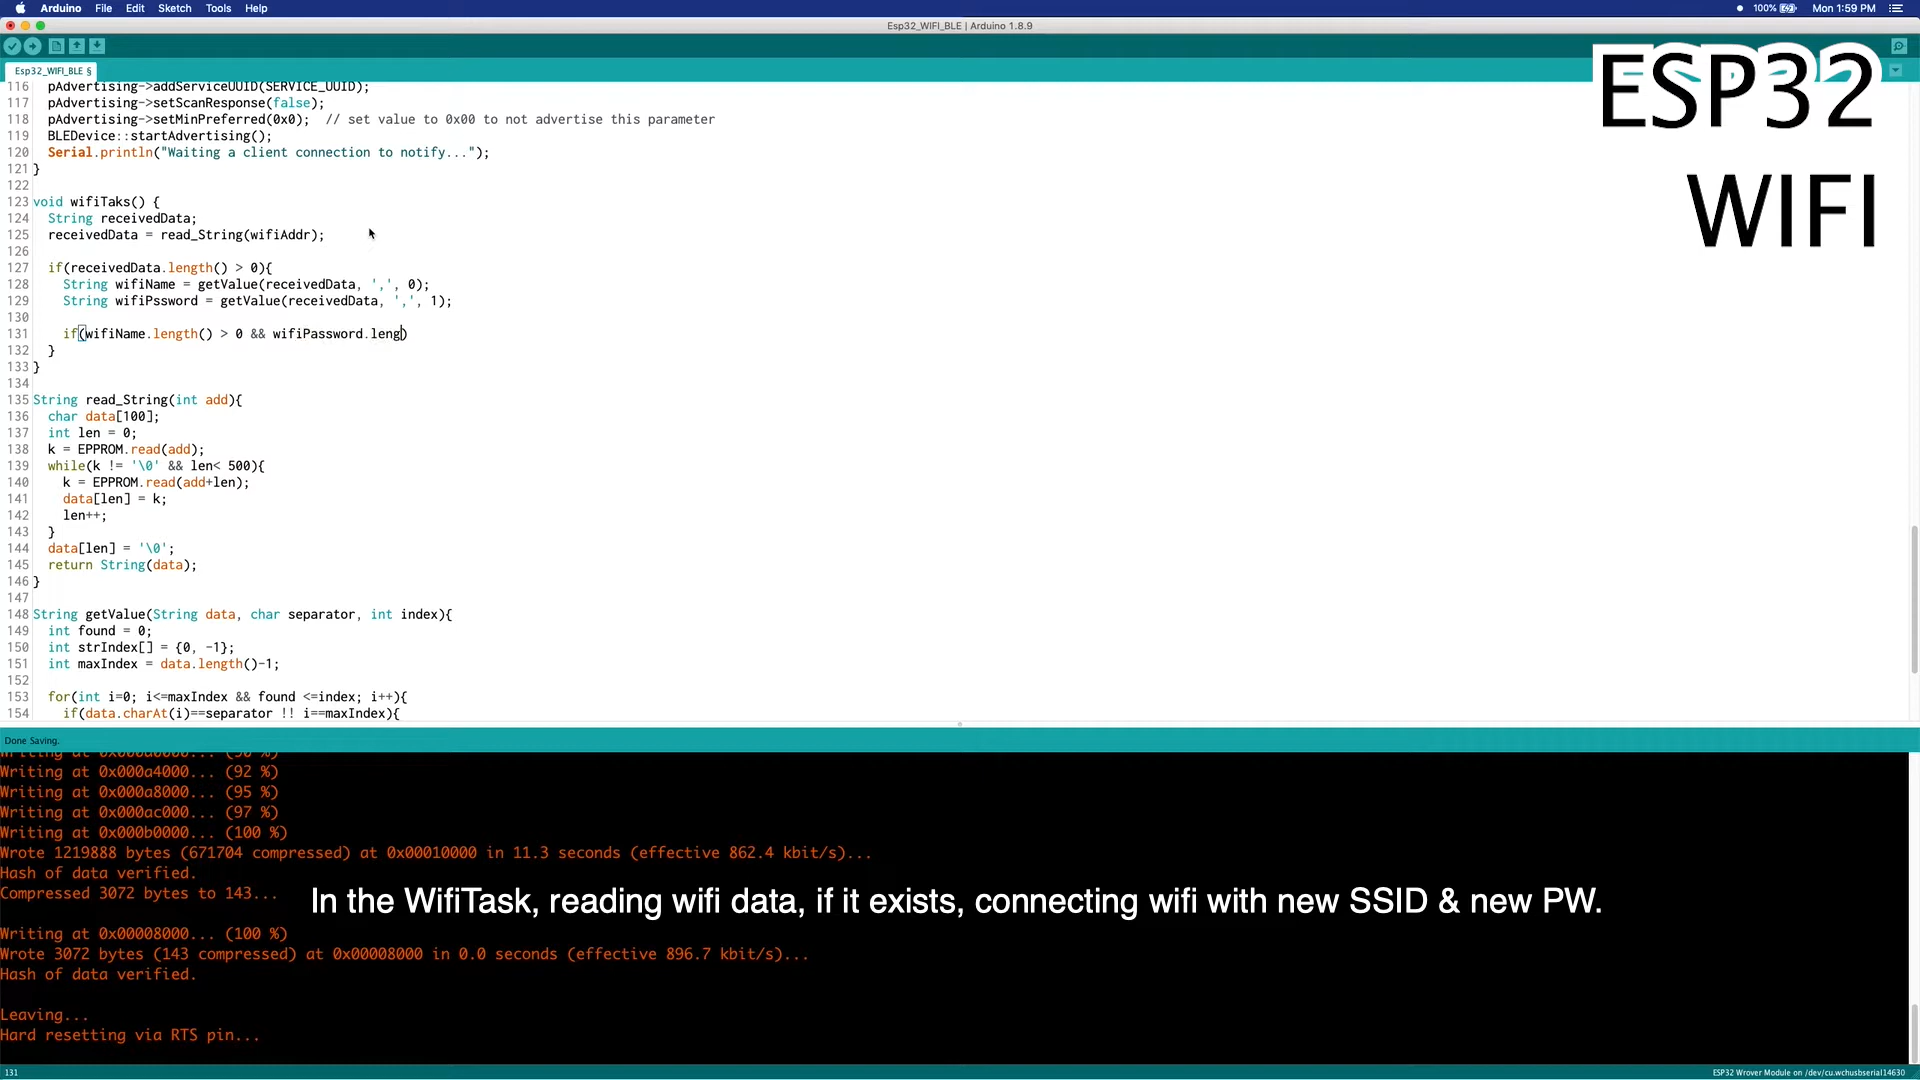 Arduino File Edit Sketch Tools Help 100% Mon 1:59 PM
Esp32_WIFI_BLE | Arduino 1.8.9
Esp32_WIFI_BLE §
ESP32
WIFI
116 pAdvertising->addServiceUUID(SERVICE_UUID);
117 pAdvertising->setScanResponse(false);
118 pAdvertising->setMinPreferred(0x0);  // set value to 0x00 to not advertise this parameter
119 BLEDevice::startAdvertising();
120 Serial.println("Waiting a client connection to notify...");
121 }
122
123 void wifiTaks() {
124 String receivedData;
125 receivedData = read_String(wifiAddr);
126
127 if(receivedData.length() > 0){
128 String wifiName = getValue(receivedData, ',', 0);
129 String wifiPssword = getValue(receivedData, ',', 1);
130
131 if(wifiName.length() > 0 && wifiPassword.leng)
132 }
133 }
134
135 String read_String(int add){
136 char data[100];
137 int len = 0;
138 k = EPPROM.read(add);
139 while(k != '\0' && len< 500){
140 k = EPPROM.read(add+len);
141 data[len] = k;
142 len++;
143 }
144 data[len] = '\0';
145 return String(data);
146 }
147
148 String getValue(String data, char separator, int index){
149 int found = 0;
150 int strIndex[] = {0, -1};
151 int maxIndex = data.length()-1;
152
153 for(int i=0; i<=maxIndex && found <=index; i++){
154 if(data.charAt(i)==separator !! i==maxIndex){
Done Saving.
Writing at 0x000a0000... (90 %)
Writing at 0x000a4000... (92 %)
Writing at 0x000a8000... (95 %)
Writing at 0x000ac000... (97 %)
Writing at 0x000b0000... (100 %)
Wrote 1219888 bytes (671704 compressed) at 0x00010000 in 11.3 seconds (effective 862.4 kbit/s)...
Hash of data verified.
Compressed 3072 bytes to 143...
In the WifiTask, reading wifi data, if it exists, connecting wifi with new SSID & new PW.
Writing at 0x00008000... (100 %)
Wrote 3072 bytes (143 compressed) at 0x00008000 in 0.0 seconds (effective 896.7 kbit/s)...
Hash of data verified.
Leaving...
Hard resetting via RTS pin...
131 ESP32 Wrover Module on /dev/cu.wchusbserial14630